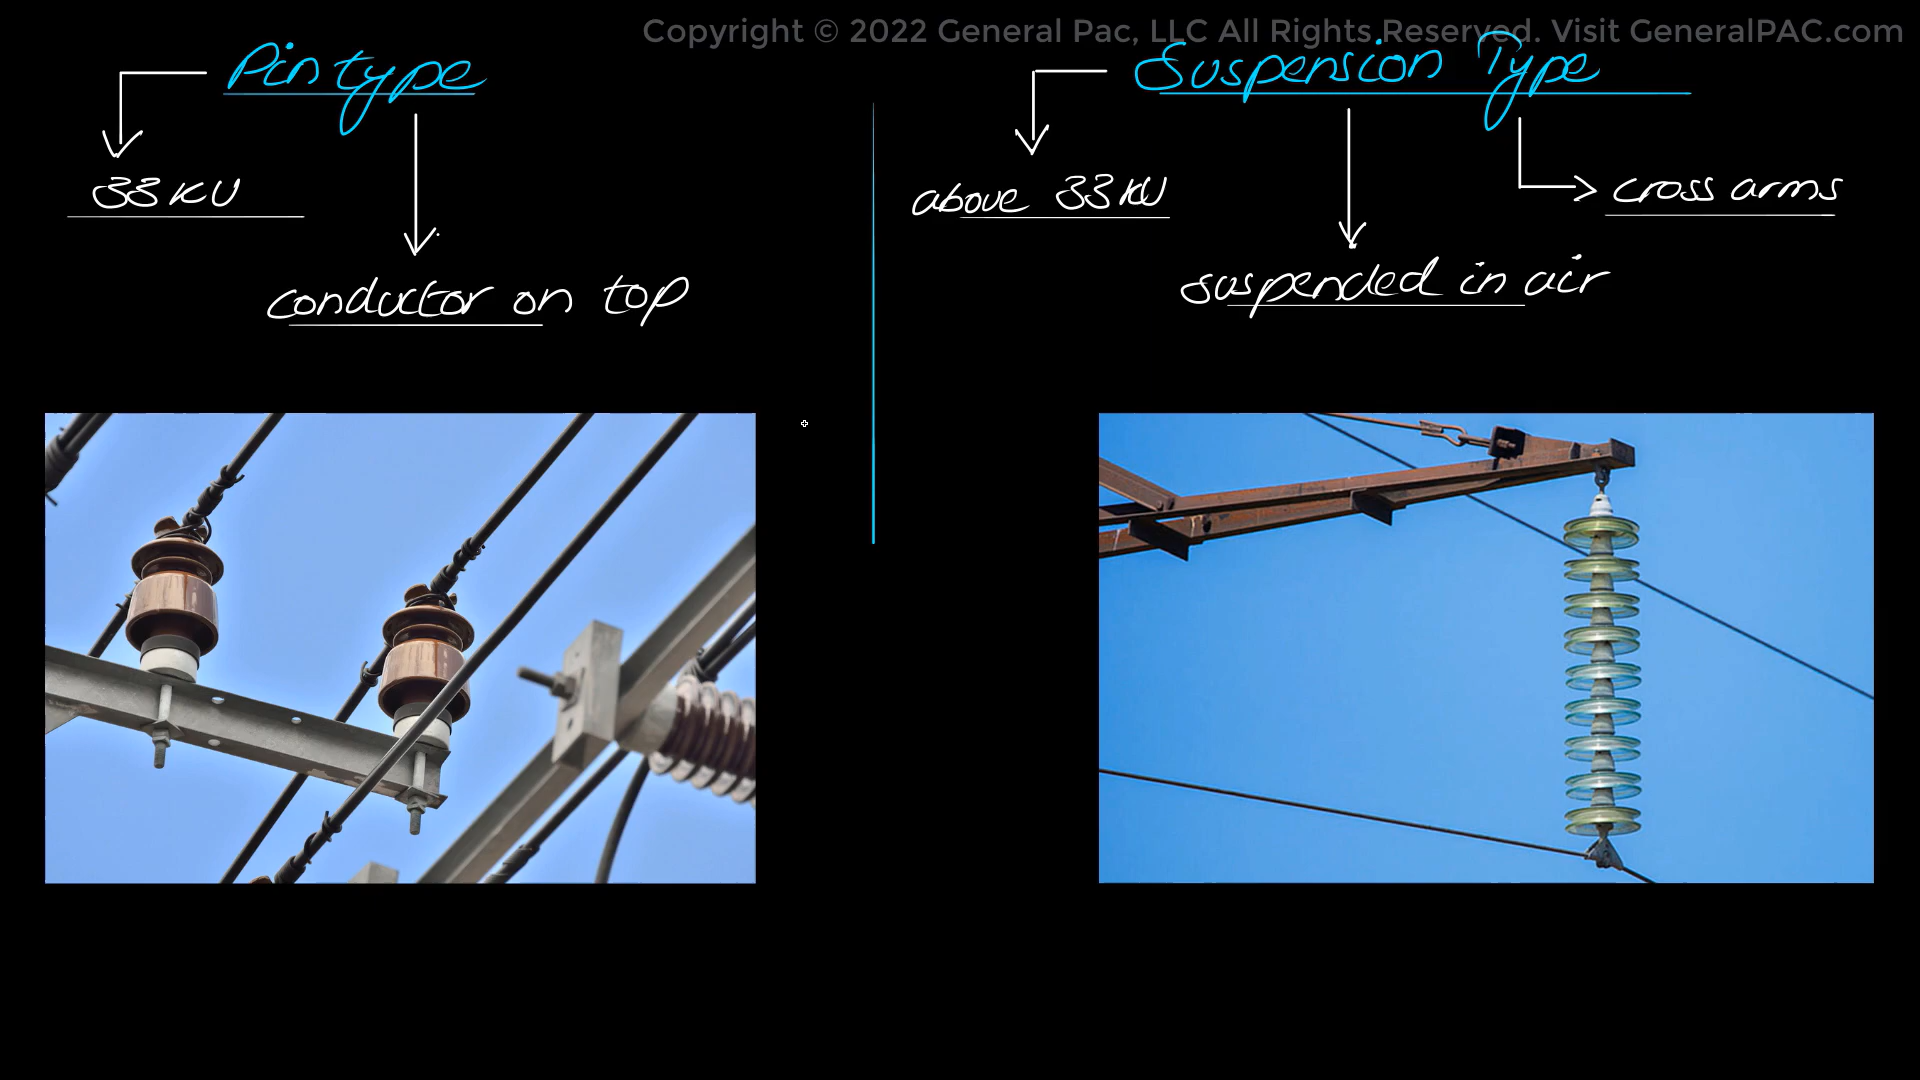 Copyright © 2022 General Pac, LLC All Rights Reserved. Visit GeneralPAC.com
Pin type
33 KV
conductor on top
Suspension Type
above 33 KV
cross arms
suspended in air